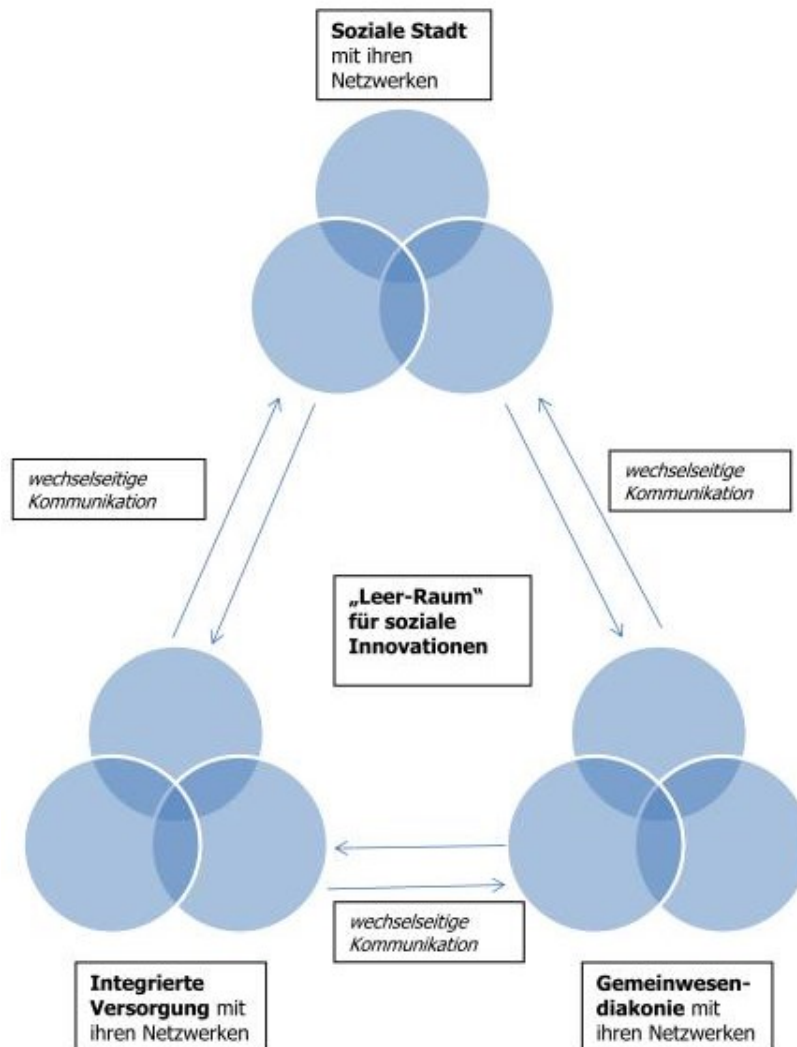 Soziale Stadt
mit ihren
Netzwerken
wechselseitige
Kommunikation
wechselseitige
Kommunikation
„Leer-Raum“
für soziale
Innovationen
wechselseitige
Kommunikation
Integrierte
Versorgung mit
ihren Netzwerken
Gemeinwesen-
diakonie mit
ihren Netzwerken